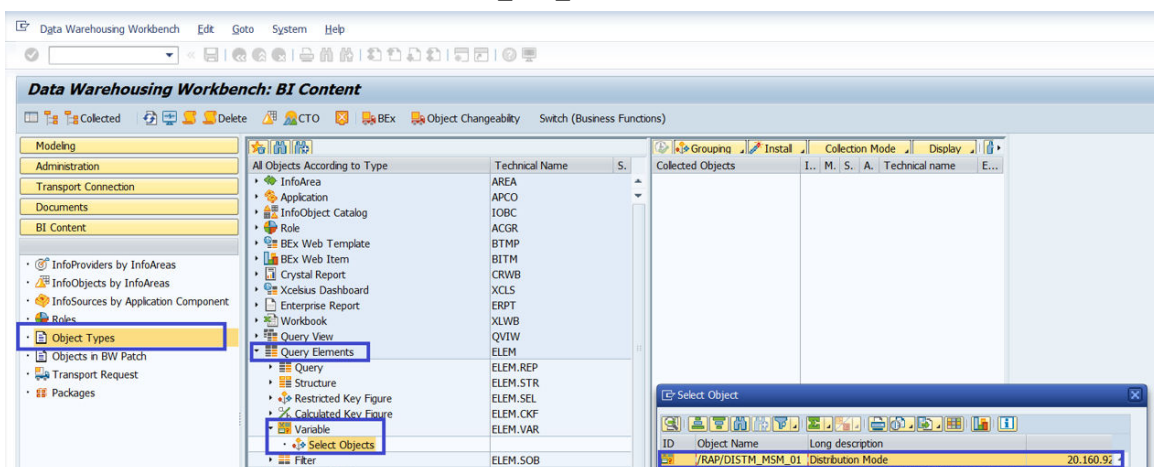 Data Warehousing Workbench Edit Goto System Help
Data Warehousing Workbench: BI Content
Collected Delete CTO BEx Object Changeability Switch (Business Functions)
Modeling
Administration
Transport Connection
Documents
BI Content
InfoProviders by InfoAreas
InfoObjects by InfoAreas
InfoSources by Application Component
Roles
Object Types
Objects in BW Patch
Transport Request
Packages
All Objects According to Type Technical Name S.
InfoArea AREA
Application APCO
InfoObject Catalog IOBC
Role ACGR
BEx Web Template BTMP
BEx Web Item BITM
Crystal Report CRWB
Xcelsius Dashboard XCLS
Enterprise Report ERPT
Workbook XLWB
Query View QVIW
Query Elements ELEM
Query ELEM.REP
Structure ELEM.STR
Restricted Key Figure ELEM.SEL
Calculated Key Figure ELEM.CKF
Variable ELEM.VAR
Select Objects
Filter ELEM.SOB
Grouping Install Collection Mode Display
Collected Objects I.. M. S. A. Technical name E...
Select Object
ID Object Name Long description
/RAP/DISTM_MSM_01 Distribution Mode 20.160.92